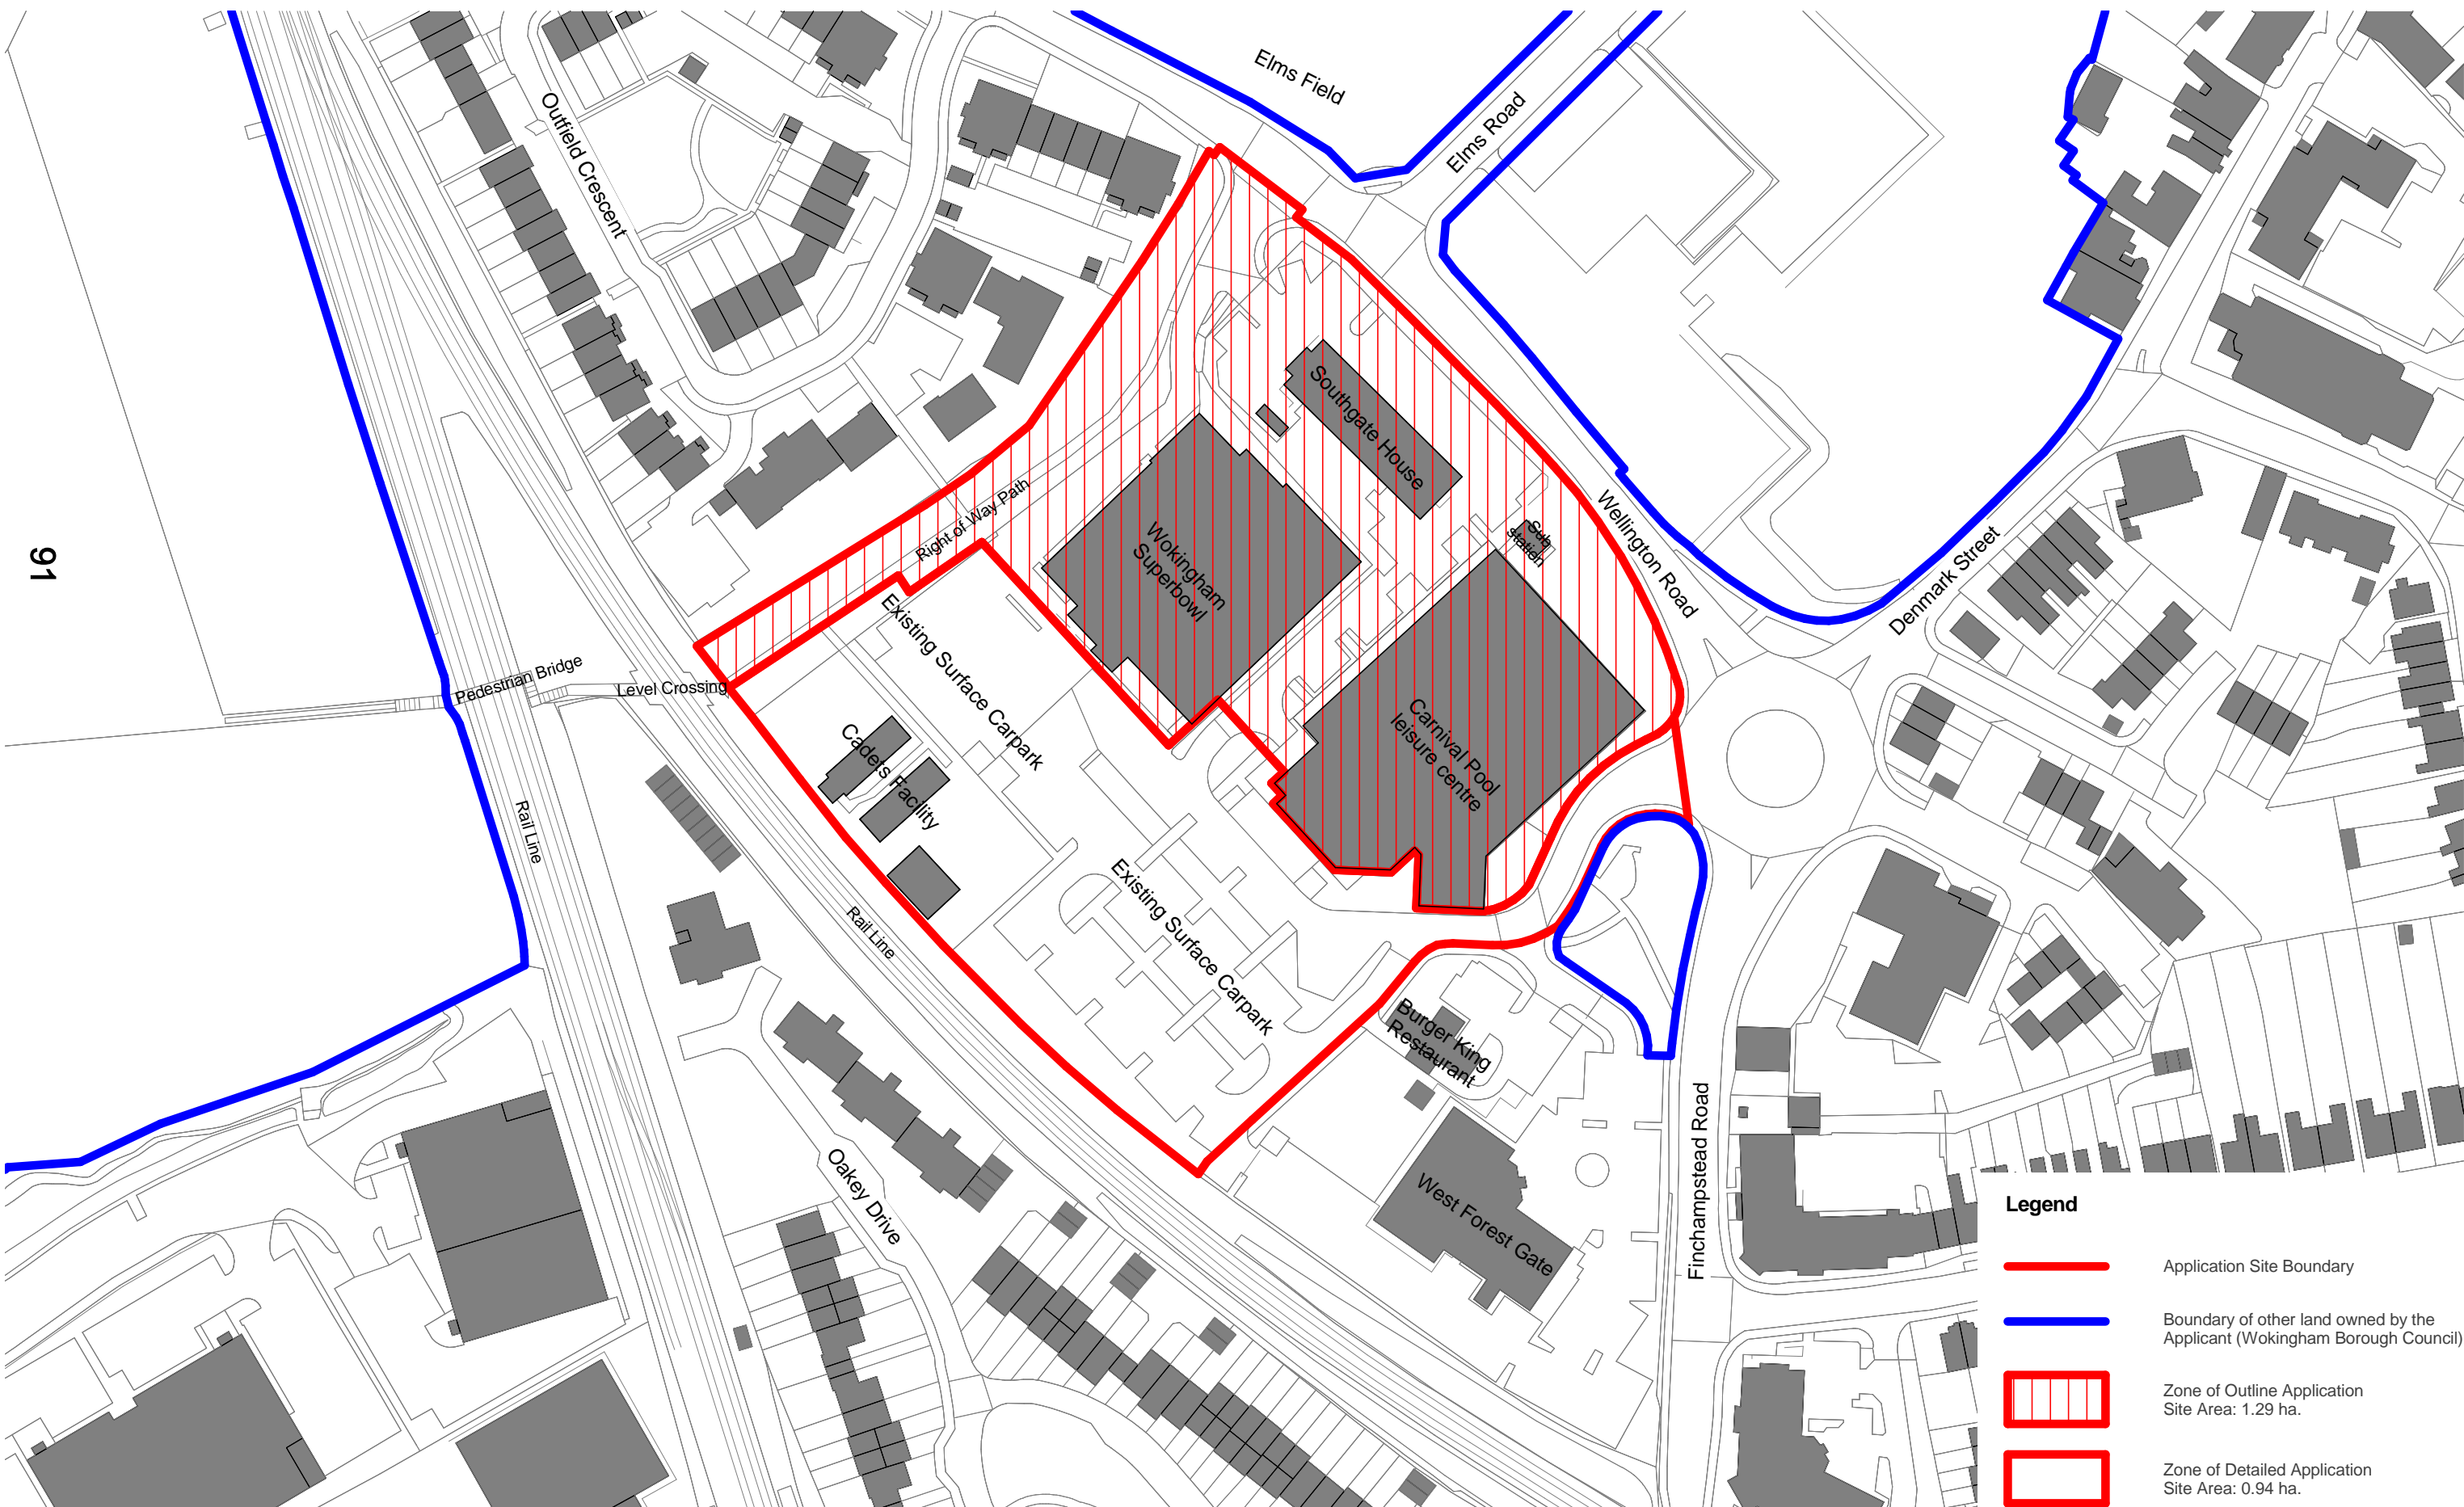 Elms Field
Elms Road
Outfield Crescent
Southgate House
Right of Way Path
Wokingham
Superbowl
Sub
station
Wellington Road
Denmark Street
91
Existing Surface Carpark
Pedestrian Bridge
Level Crossing
Cadets Facility
Carnival Pool
leisure centre
Rail Line
Rail Line
Existing Surface Carpark
Burger King
Restaurant
Oakey Drive
West Forest Gate
Finchampstead Road
Legend
Application Site Boundary
Boundary of other land owned by the
Applicant (Wokingham Borough Council)
Zone of Outline Application
Site Area: 1.29 ha.
Zone of Detailed Application
Site Area: 0.94 ha.